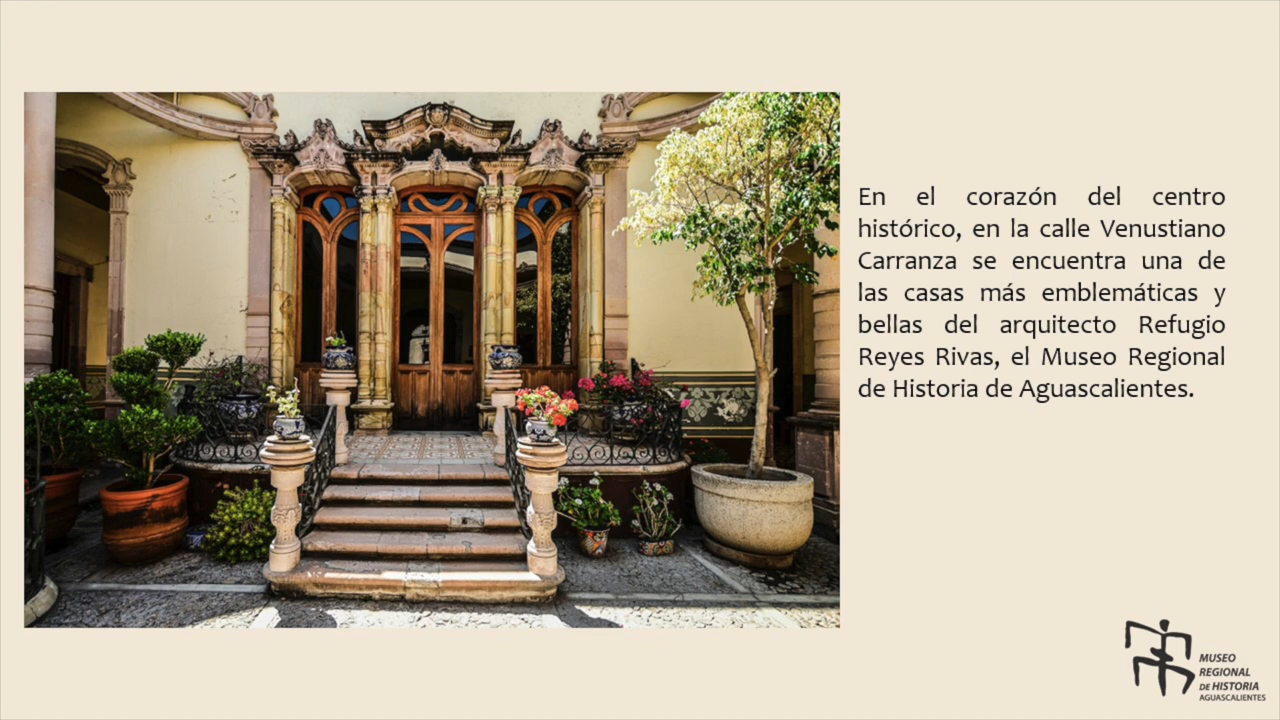 En el corazón del centro
histórico, en la calle Venustiano
Carranza se encuentra una de
las casas más emblemáticas y
bellas del arquitecto Refugio
Reyes Rivas, el Museo Regional
de Historia de Aguascalientes.
MUSEO
REGIONAL
DE HISTORIA
AGUASCALIENTES